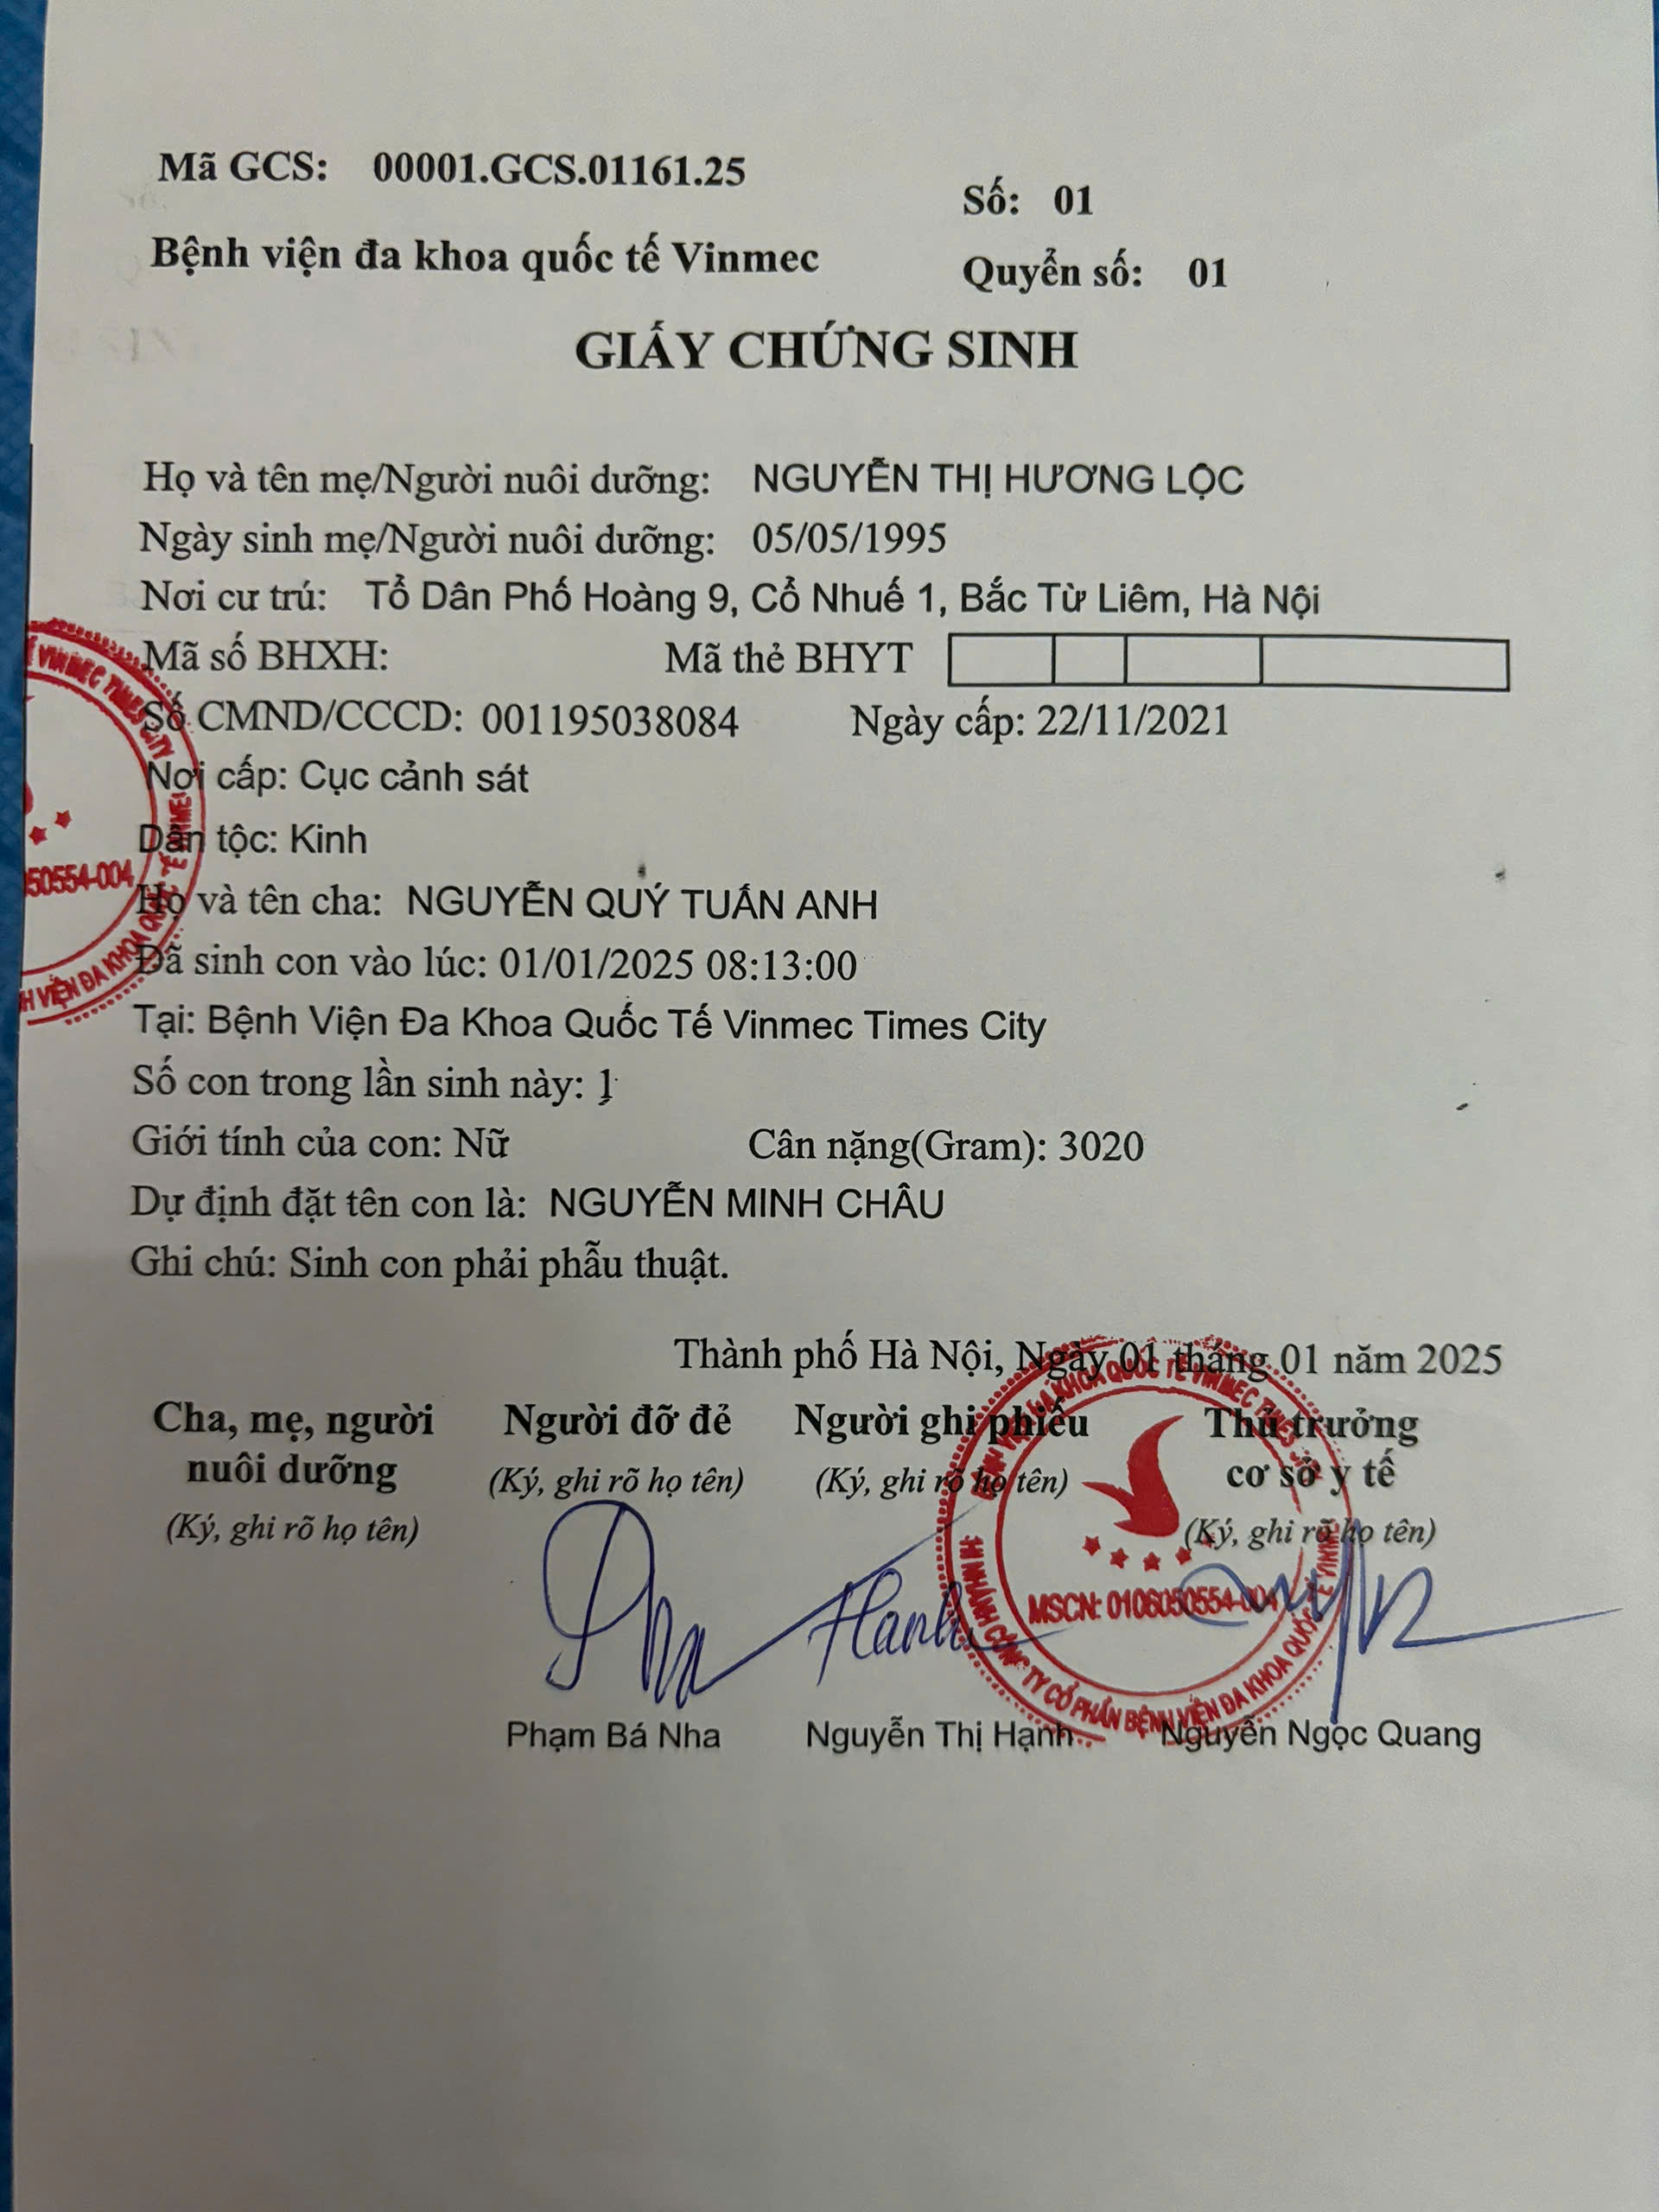 Mã GCS: 00001.GCS.01161.25
Số: 01
Bệnh viện đa khoa quốc tế Vinmec
Quyển số: 01
GIẤY CHỨNG SINH
Họ và tên mẹ/Người nuôi dưỡng: NGUYỄN THỊ HƯƠNG LỘC
Ngày sinh mẹ/Người nuôi dưỡng: 05/05/1995
Nơi cư trú: Tổ Dân Phố Hoàng 9, Cổ Nhuế 1, Bắc Từ Liêm, Hà Nội
Mã số BHXH: Mã thẻ BHYT
Số CMND/CCCD: 001195038084 Ngày cấp: 22/11/2021
Nơi cấp: Cục cảnh sát
Dân tộc: Kinh
Họ và tên cha: NGUYỄN QUÝ TUẤN ANH
Đã sinh con vào lúc: 01/01/2025 08:13:00
Tại: Bệnh Viện Đa Khoa Quốc Tế Vinmec Times City
Số con trong lần sinh này: 1
Giới tính của con: Nữ Cân nặng(Gram): 3020
Dự định đặt tên con là: NGUYỄN MINH CHÂU
Ghi chú: Sinh con phải phẫu thuật.
Thành phố Hà Nội, Ngày 01 tháng 01 năm 2025
Cha, mẹ, người Người đỡ đẻ Người ghi phiếu Thủ trưởng
nuôi dưỡng cơ sở y tế
(Ký, ghi rõ họ tên) (Ký, ghi rõ họ tên) (Ký, ghi rõ họ tên) (Ký, ghi rõ họ tên)
MSCN: 0106050554-004
CÔNG TY CỔ PHẦN BỆNH VIỆN ĐA KHOA QUỐC TẾ VINMEC
Hạnh
Phạm Bá Nha Nguyễn Thị Hạnh Nguyễn Ngọc Quang
VINMEC TIMES CITY
50554-004
VIỆN ĐA KHOA QUỐC TẾ VINMEC